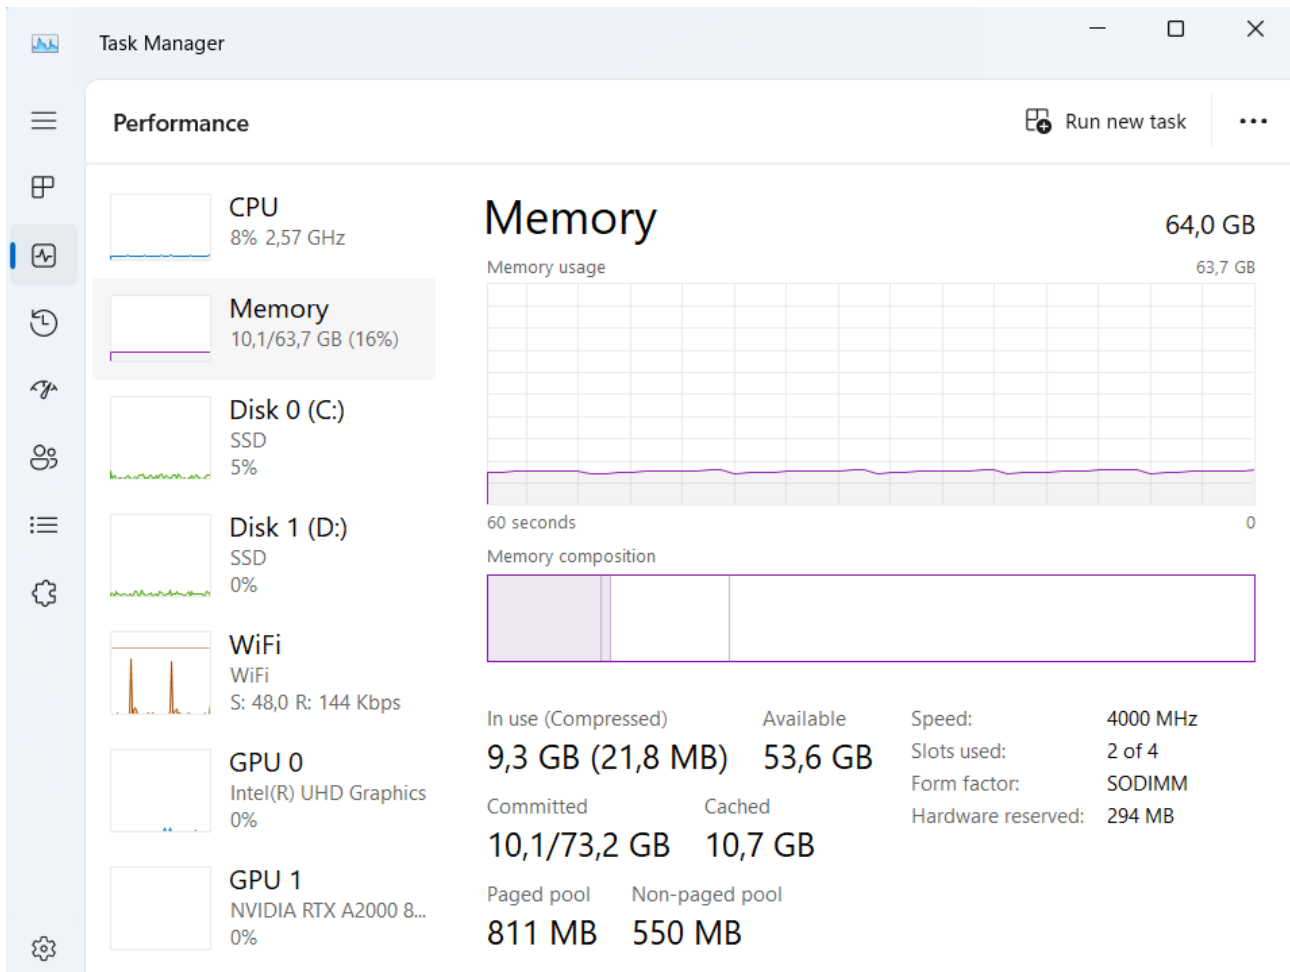 Task Manager
Performance
Run new task
CPU
8% 2,57 GHz
Memory
10,1/63,7 GB (16%)
Disk 0 (C:)
SSD
5%
Disk 1 (D:)
SSD
0%
WiFi
WiFi
S: 48,0 R: 144 Kbps
GPU 0
Intel(R) UHD Graphics
0%
GPU 1
NVIDIA RTX A2000 8...
0%
Memory 64,0 GB
Memory usage 63,7 GB
60 seconds 0
Memory composition
In use (Compressed) Available
9,3 GB (21,8 MB) 53,6 GB
Committed Cached
10,1/73,2 GB 10,7 GB
Paged pool Non-paged pool
811 MB 550 MB
Speed: 4000 MHz
Slots used: 2 of 4
Form factor: SODIMM
Hardware reserved: 294 MB